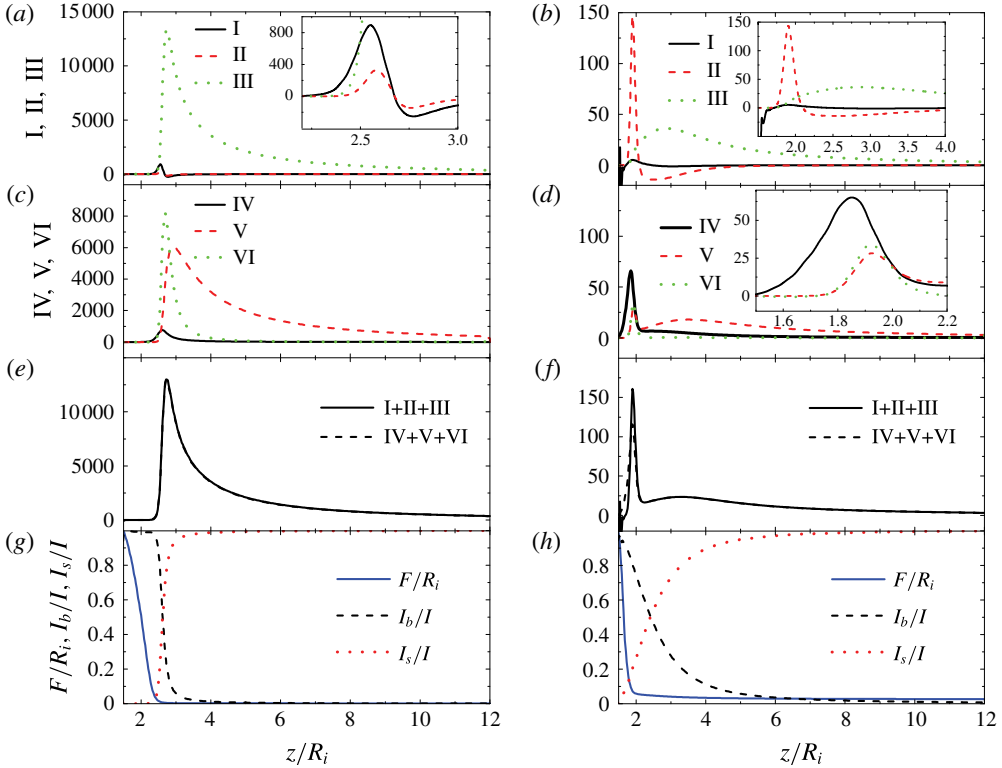 (a)
15000
10000
5000
0
I, II, III
I
II
III
800
400
0
2.5
3.0
(b)
150
100
50
0
I
II
III
150
100
50
0
2.0
2.5
3.0
3.5
4.0
(c)
8000
6000
4000
2000
0
IV, V, VI
IV
V
VI
(d)
125
100
75
50
25
0
IV
V
VI
50
25
0
1.6
1.8
2.0
2.2
(e)
10000
5000
0
I+II+III
IV+V+VI
(f)
150
100
50
0
I+II+III
IV+V+VI
(g)
0.8
0.6
0.4
0.2
0
F/R_i, I_b/I, I_s/I
F/R_i
I_b/I
I_s/I
2 4 6 8 10 12
z/R_i
(h)
0.8
0.6
0.4
0.2
0
F/R_i
I_b/I
I_s/I
2 4 6 8 10 12
z/R_i